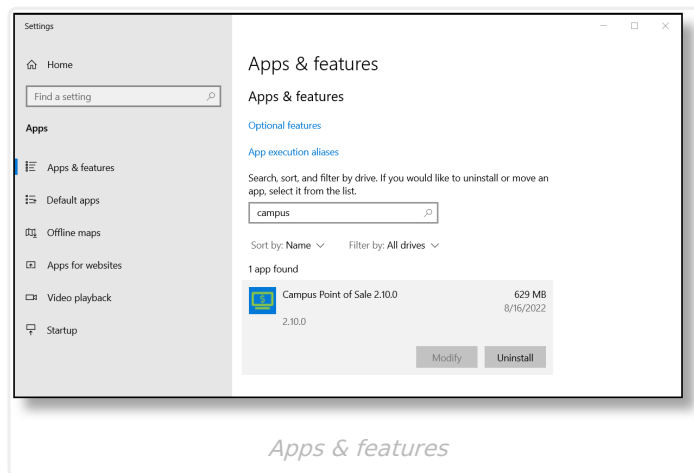 Settings
Home
Find a setting
Apps
Apps & features
Default apps
Offline maps
Apps for websites
Video playback
Startup
Apps & features
Apps & features
Optional features
App execution aliases
Search, sort, and filter by drive. If you would like to uninstall or move an
app, select it from the list.
campus
Sort by: Name Filter by: All drives
1 app found
Campus Point of Sale 2.10.0 629 MB
8/16/2022
2.10.0
Modify Uninstall
Apps & features